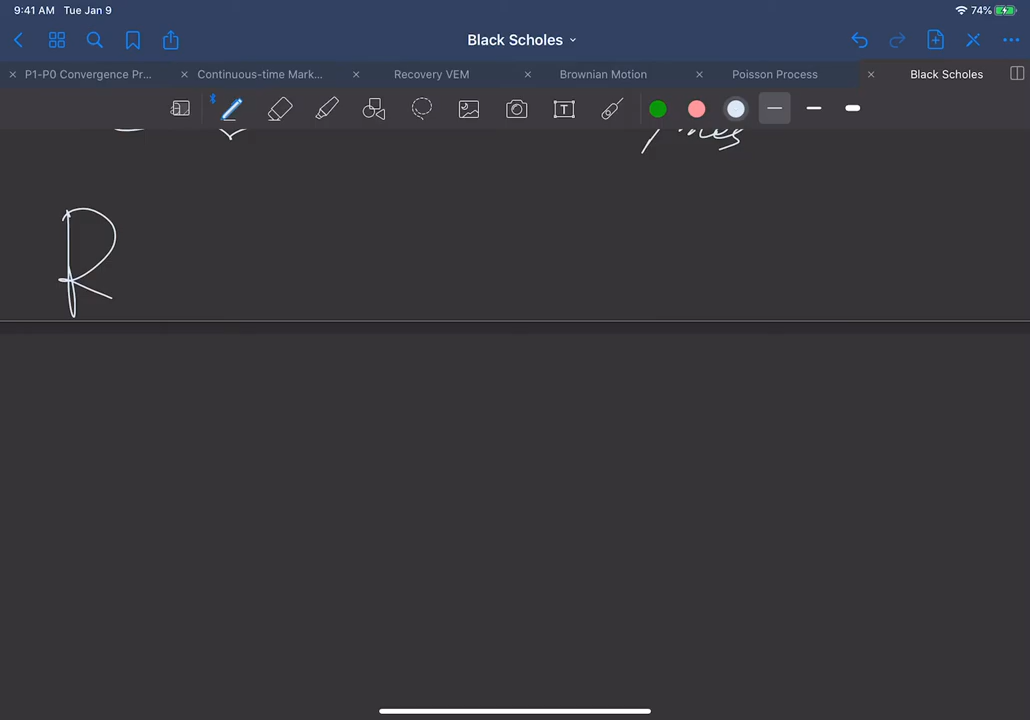 9:41 AM Tue Jan 9 74%
Black Scholes
P1-P0 Convergence Pr... Continuous-time Mark... Recovery VEM Brownian Motion Poisson Process Black Scholes
T
R